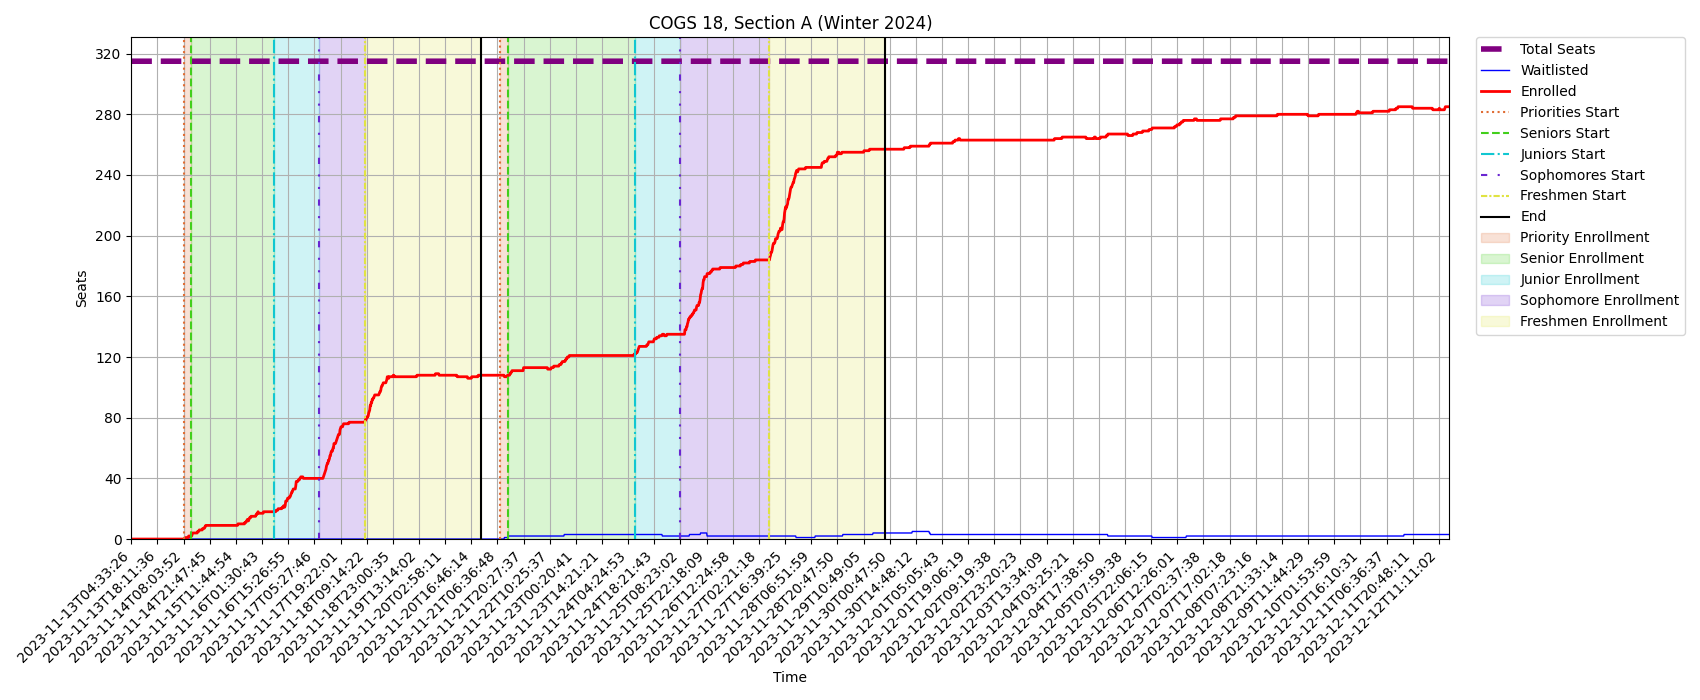 COGS 18, Section A (Winter 2024)
Seats
320
280
240
200
160
120
80
40
0
2023-11-13T04:33:26
2023-11-13T18:11:36
2023-11-14T08:03:52
2023-11-14T21:47:45
2023-11-15T11:44:54
2023-11-16T01:30:43
2023-11-16T15:26:55
2023-11-17T05:27:46
2023-11-17T19:22:01
2023-11-18T09:14:22
2023-11-18T23:00:35
2023-11-19T13:14:02
2023-11-20T02:58:11
2023-11-20T16:46:14
2023-11-21T06:36:48
2023-11-21T20:27:37
2023-11-22T10:25:37
2023-11-23T00:20:41
2023-11-23T14:21:21
2023-11-24T04:24:53
2023-11-24T18:21:43
2023-11-25T08:23:02
2023-11-25T22:18:09
2023-11-26T12:24:58
2023-11-27T02:21:18
2023-11-27T16:39:25
2023-11-28T06:51:59
2023-11-28T20:47:50
2023-11-29T10:49:05
2023-11-30T00:47:50
2023-11-30T14:48:12
2023-12-01T05:05:43
2023-12-01T19:06:19
2023-12-02T09:19:38
2023-12-02T23:20:23
2023-12-03T13:34:09
2023-12-04T03:25:21
2023-12-04T17:38:50
2023-12-05T07:59:38
2023-12-05T22:06:15
2023-12-06T12:26:01
2023-12-07T02:37:38
2023-12-07T17:02:18
2023-12-08T07:23:16
2023-12-08T21:33:14
2023-12-09T11:44:29
2023-12-10T01:53:59
2023-12-10T16:10:31
2023-12-11T06:36:37
2023-12-11T20:48:11
2023-12-12T11:11:02
Time
Total Seats
Waitlisted
Enrolled
Priorities Start
Seniors Start
Juniors Start
Sophomores Start
Freshmen Start
End
Priority Enrollment
Senior Enrollment
Junior Enrollment
Sophomore Enrollment
Freshmen Enrollment